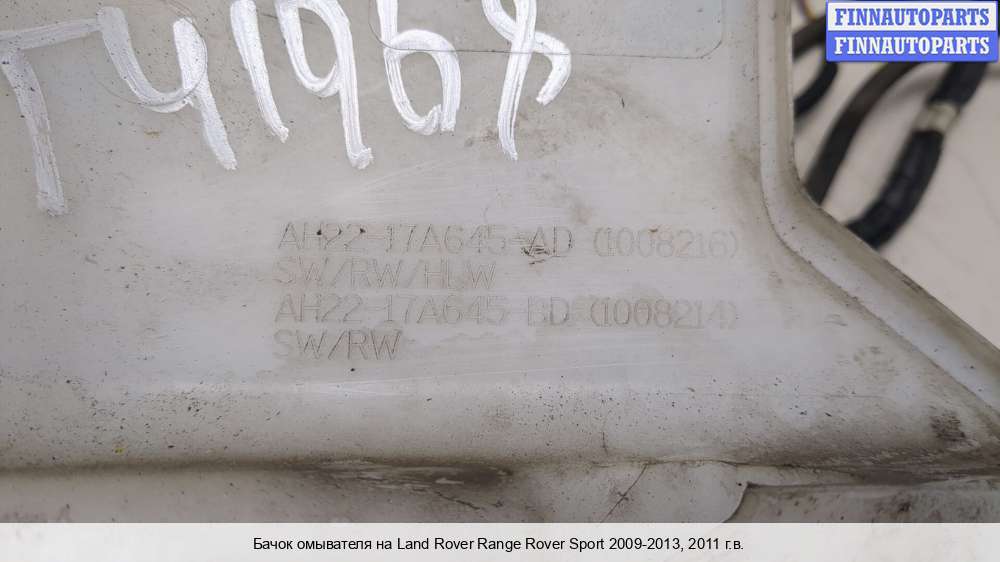 FINNAUTOPARTS
FINNAUTOPARTS
Г41968
AH22-17A645-AD (1008216)
SW/RW/HLW
AH22-17A645-BD (1008214)
SW/RW
Бачок омывателя на Land Rover Range Rover Sport 2009-2013, 2011 г.в.